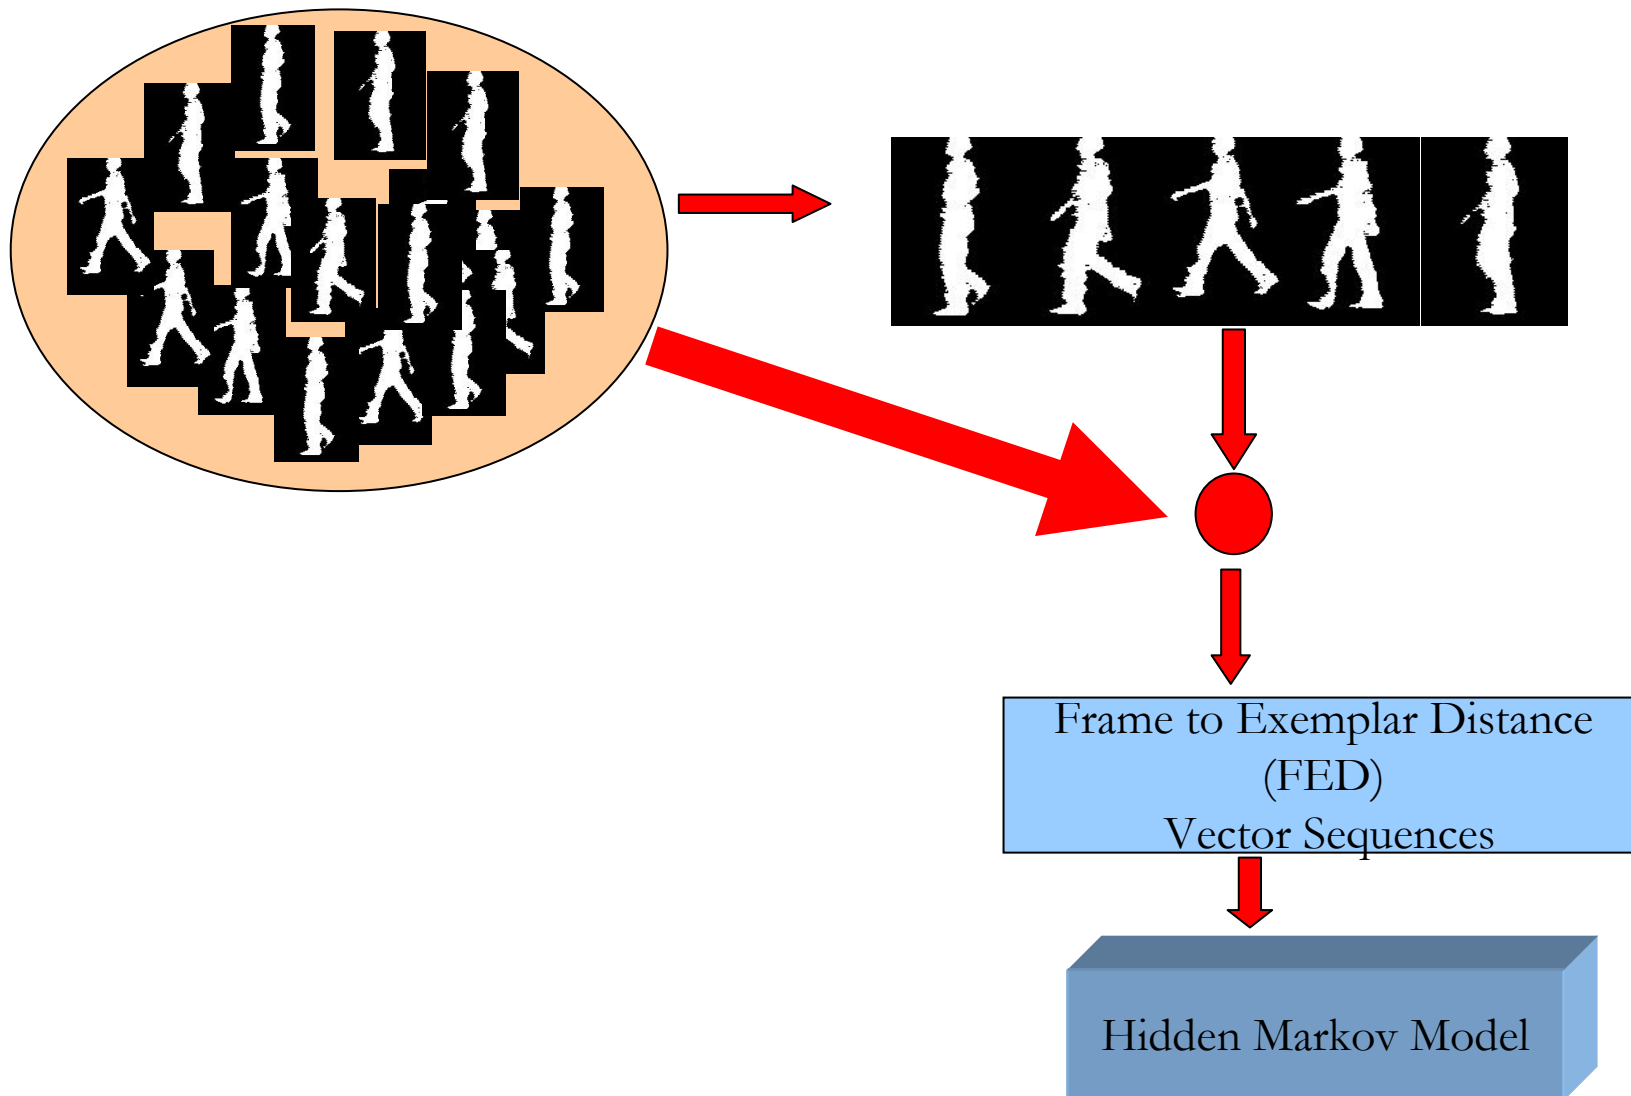 Frame to Exemplar Distance
(FED)
Vector Sequences
Hidden Markov Model